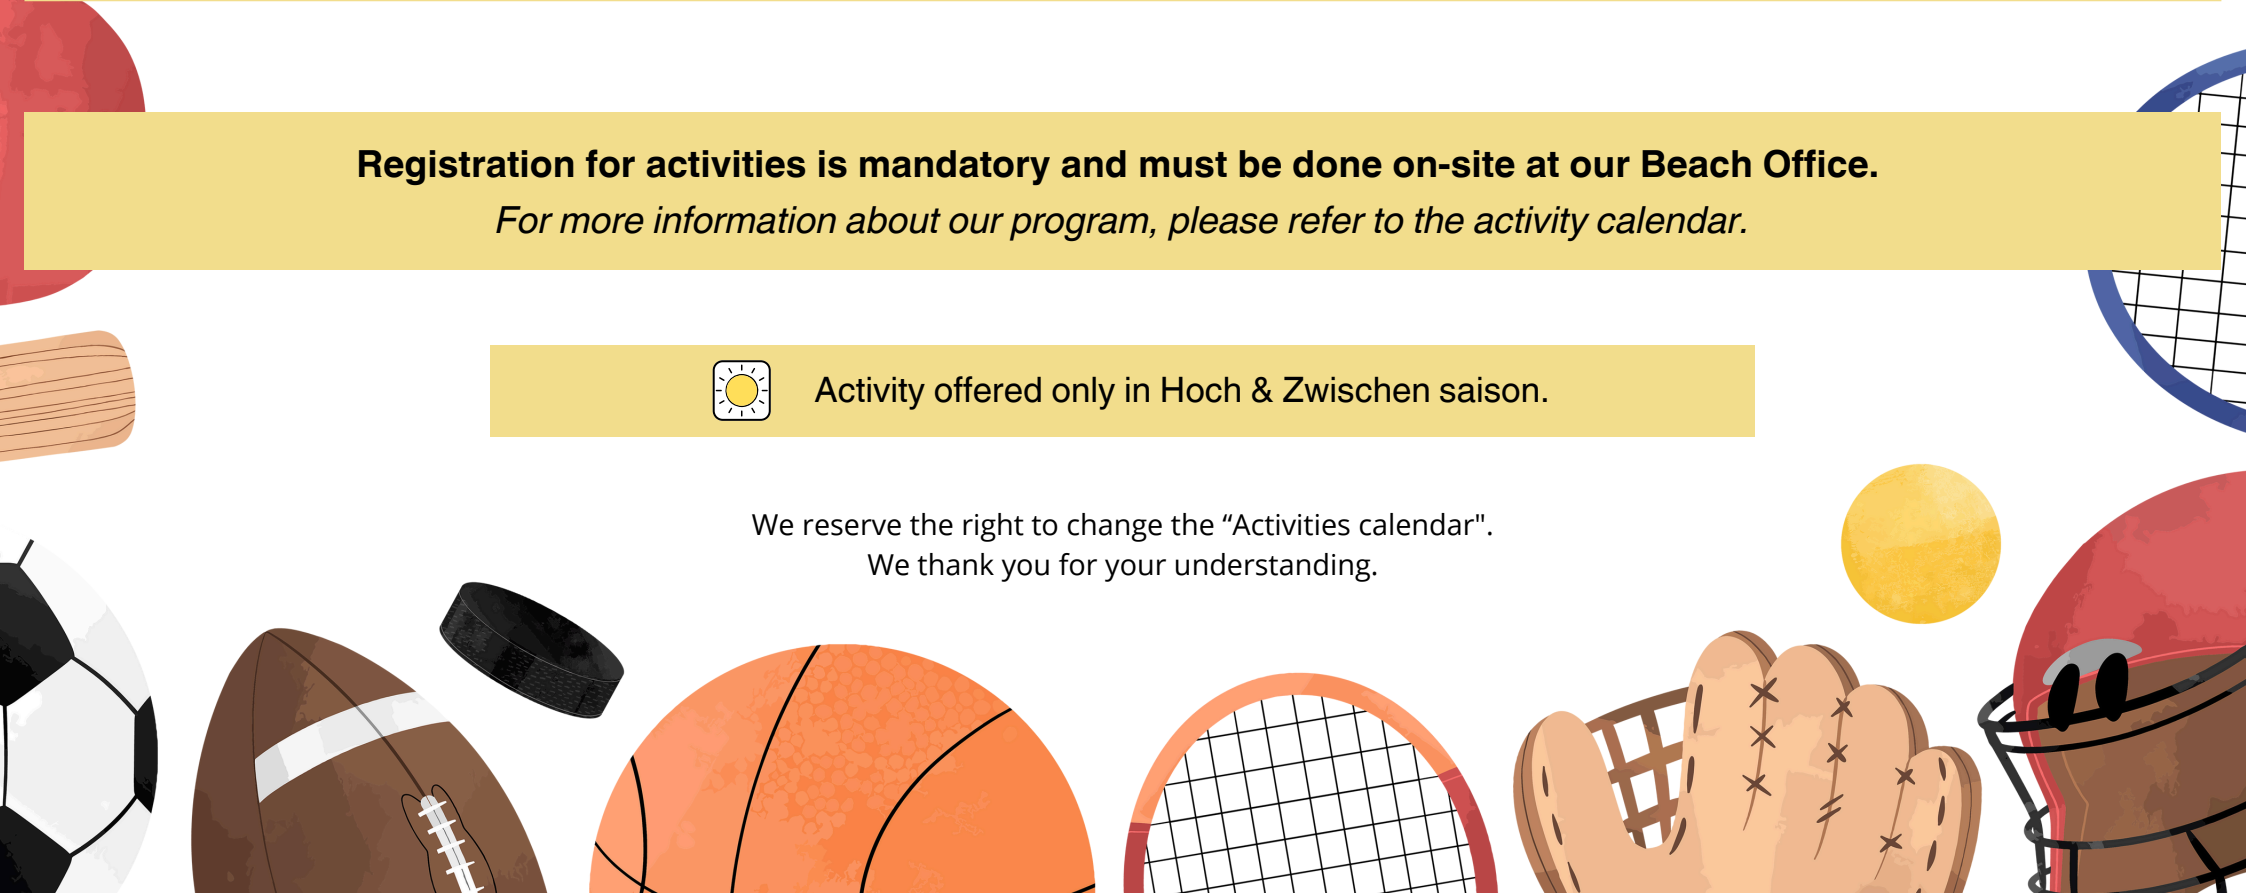 Registration for activities is mandatory and must be done on-site at our Beach Office.
For more information about our program, please refer to the activity calendar.
Activity offered only in Hoch & Zwischen saison.
We reserve the right to change the “Activities calendar".
We thank you for your understanding.